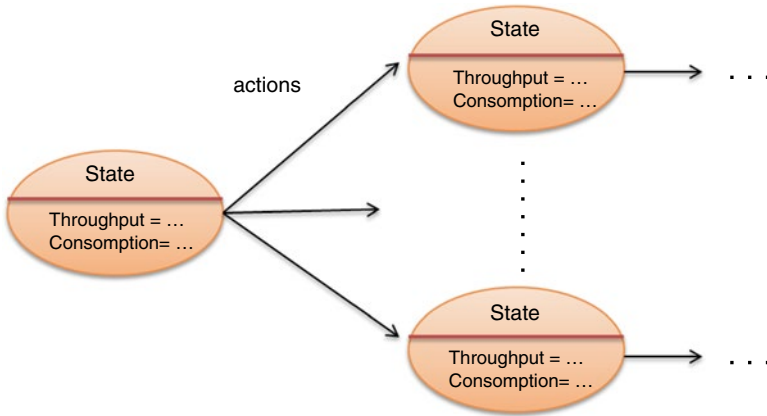 State
Throughput = …
Consomption= …
actions
State
Throughput = …
Consomption= …
. . .
State
Throughput = …
Consomption= …
. . .